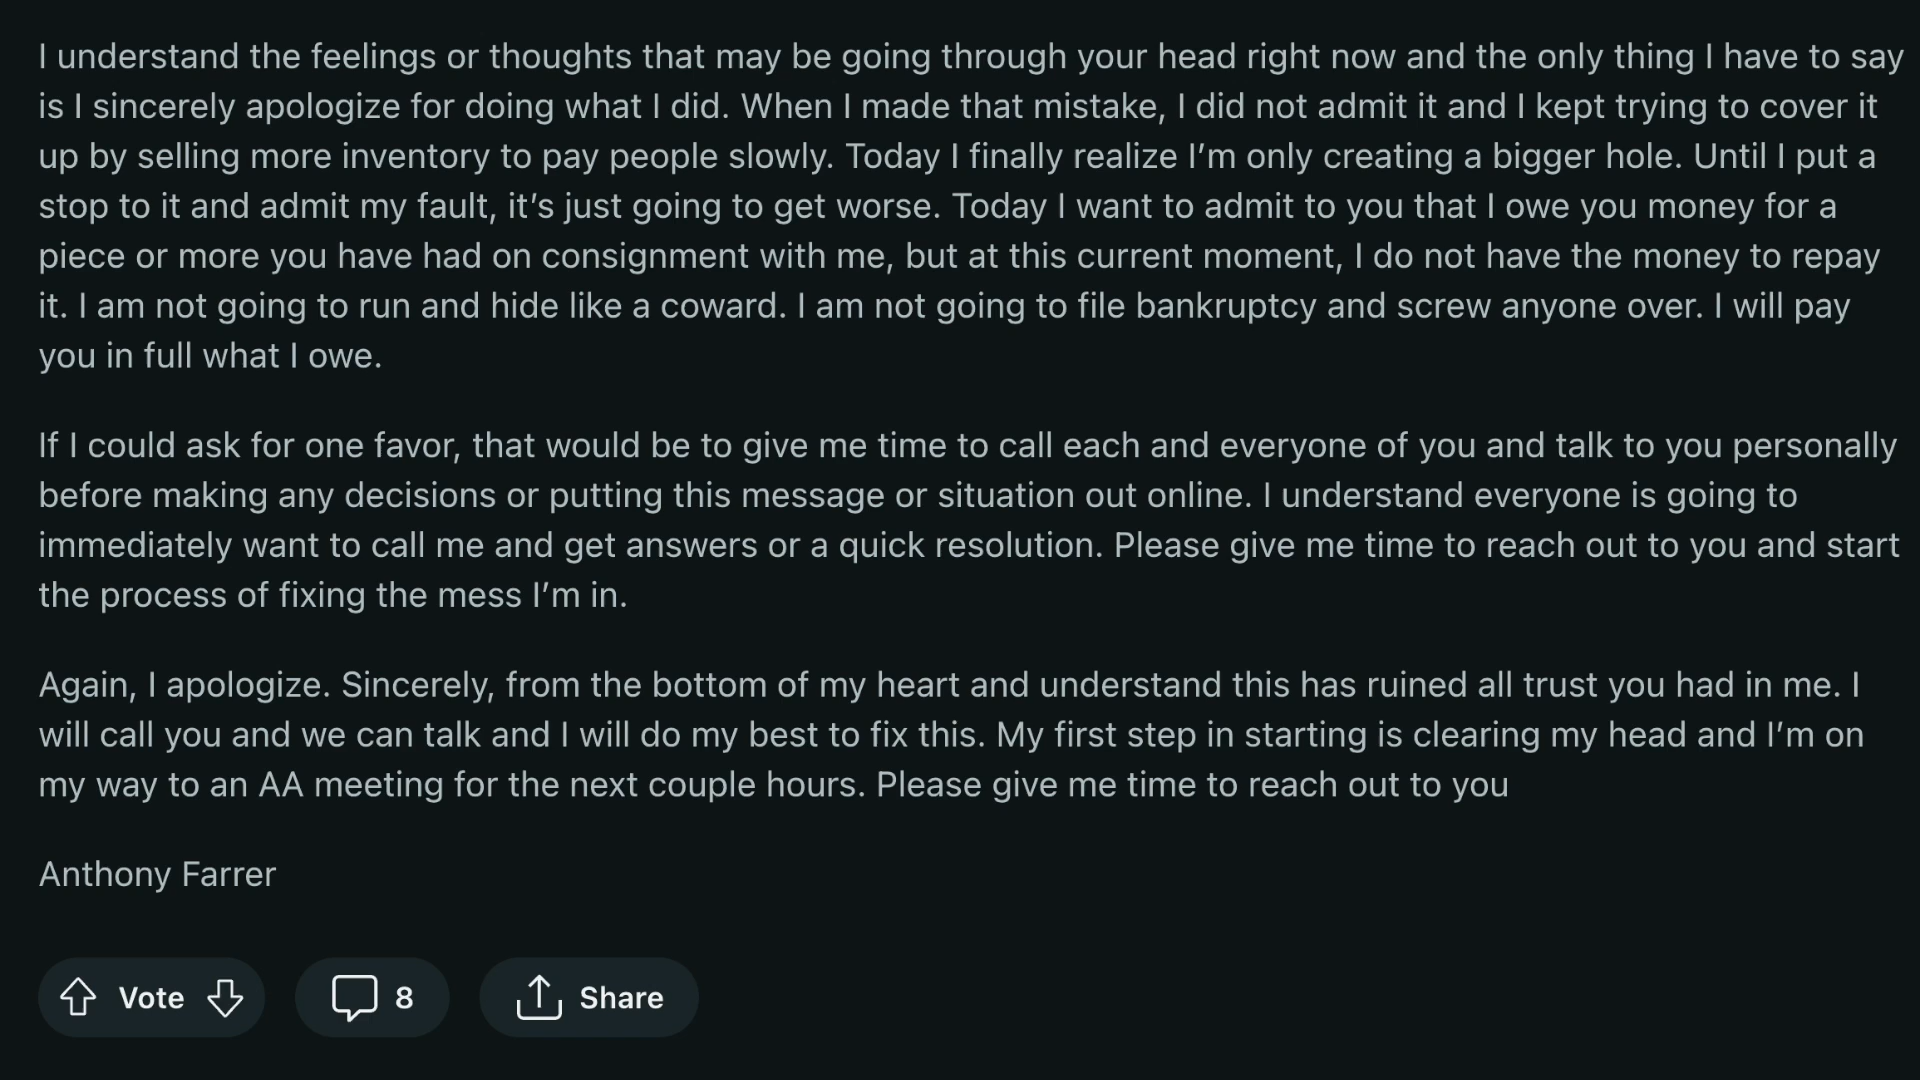 I understand the feelings or thoughts that may be going through your head right now and the only thing I have to say
is I sincerely apologize for doing what I did. When I made that mistake, I did not admit it and I kept trying to cover it
up by selling more inventory to pay people slowly. Today I finally realize I’m only creating a bigger hole. Until I put a
stop to it and admit my fault, it’s just going to get worse. Today I want to admit to you that I owe you money for a
piece or more you have had on consignment with me, but at this current moment, I do not have the money to repay
it. I am not going to run and hide like a coward. I am not going to file bankruptcy and screw anyone over. I will pay
you in full what I owe.
If I could ask for one favor, that would be to give me time to call each and everyone of you and talk to you personally
before making any decisions or putting this message or situation out online. I understand everyone is going to
immediately want to call me and get answers or a quick resolution. Please give me time to reach out to you and start
the process of fixing the mess I’m in.
Again, I apologize. Sincerely, from the bottom of my heart and understand this has ruined all trust you had in me. I
will call you and we can talk and I will do my best to fix this. My first step in starting is clearing my head and I’m on
my way to an AA meeting for the next couple hours. Please give me time to reach out to you
Anthony Farrer
Vote 8 Share